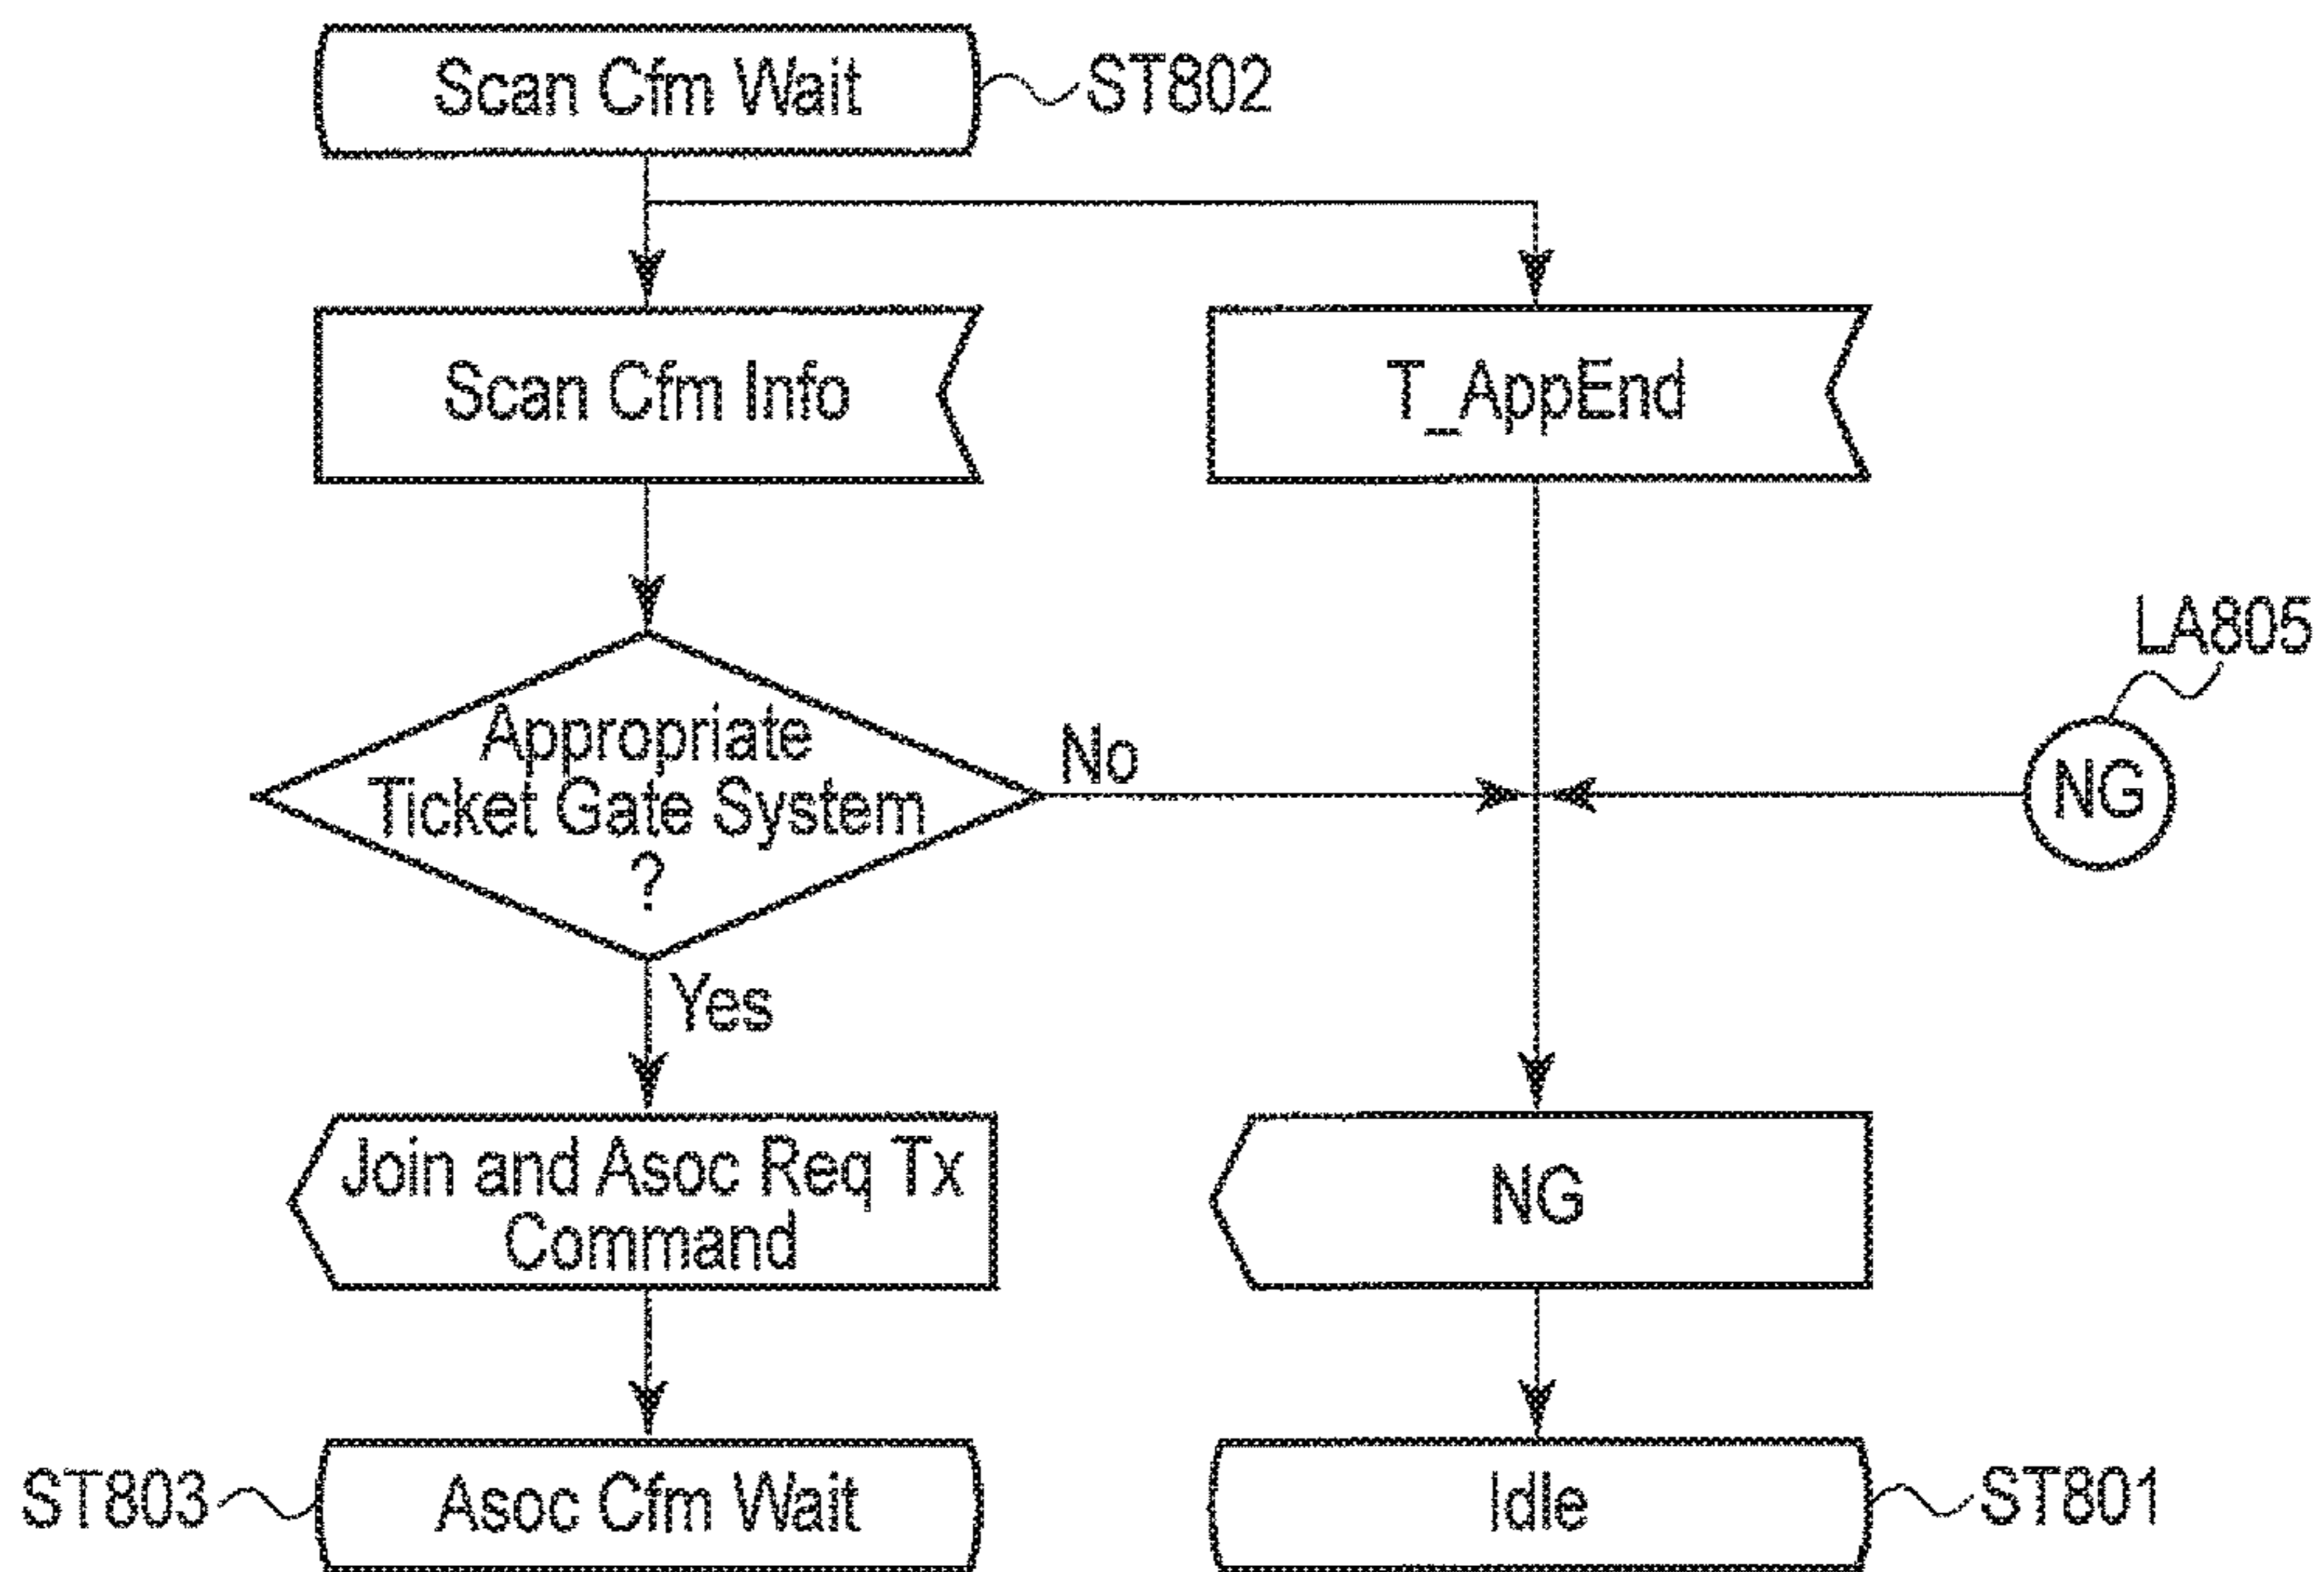 Scan Cfm Wait
ST802
Scan Cfm Info
T_AppEnd
LA805
Appropriate
Ticket Gate System
?
No
NG
Yes
Join and Asoc Req Tx
Command
NG
ST803
Asoc Cfm Wait
Idle
ST801